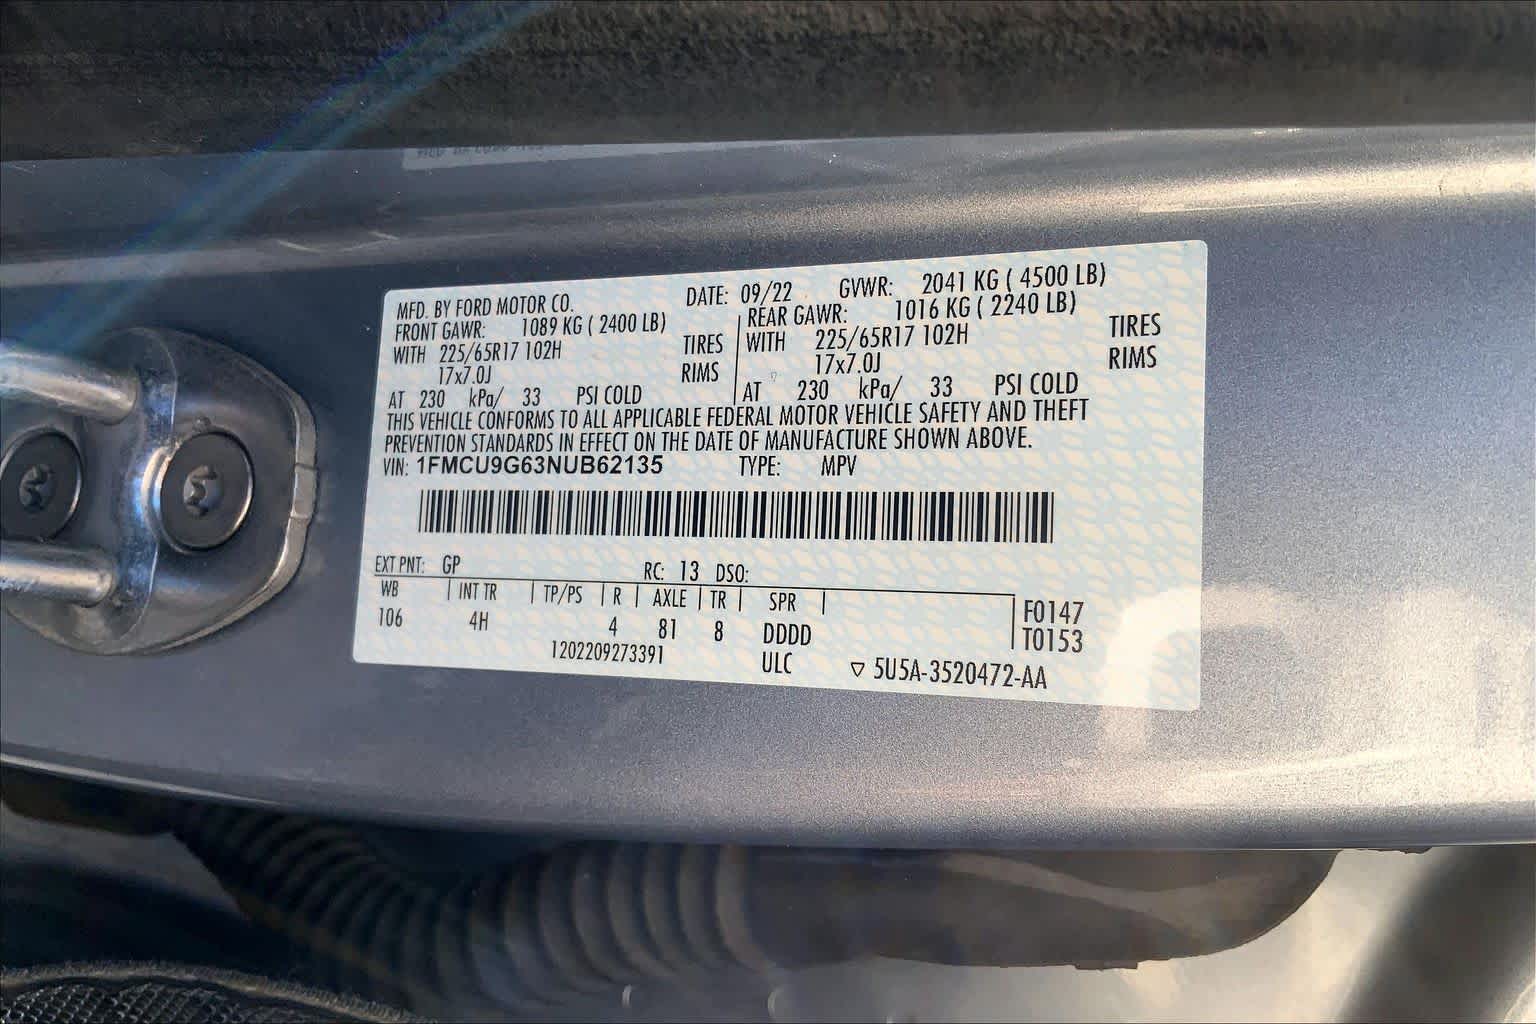 MFD. BY FORD MOTOR CO. DATE: 09/22 GVWR: 2041 KG ( 4500 LB)
FRONT GAWR: 1089 KG ( 2400 LB) REAR GAWR: 1016 KG ( 2240 LB)
WITH 225/65R17 102H TIRES WITH 225/65R17 102H TIRES
17x7.0J RIMS 17x7.0J RIMS
AT 230 kPa/ 33 PSI COLD AT 230 kPa/ 33 PSI COLD
THIS VEHICLE CONFORMS TO ALL APPLICABLE FEDERAL MOTOR VEHICLE SAFETY AND THEFT
PREVENTION STANDARDS IN EFFECT ON THE DATE OF MANUFACTURE SHOWN ABOVE.
VIN: 1FMCU9G63NUB62135 TYPE: MPV
EXT PNT: GP RC: 13 DSO:
WB INT TR TP/PS R AXLE TR SPR F0147
106 4H 4 81 8 DDDD T0153
1202209273391 ULC 5U5A-3520472-AA